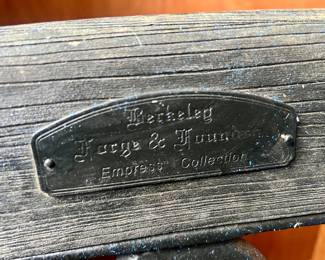 Berkeley
Forge & Foundry
Empress Collection